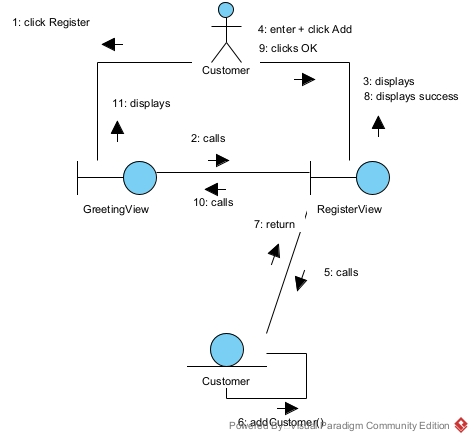 1: click Register
4: enter + click Add
9: clicks OK
Customer
3: displays
8: displays success
11: displays
2: calls
10: calls
GreetingView
RegisterView
7: return
5: calls
Customer
6: addCustomer()
Powered By Visual Paradigm Community Edition